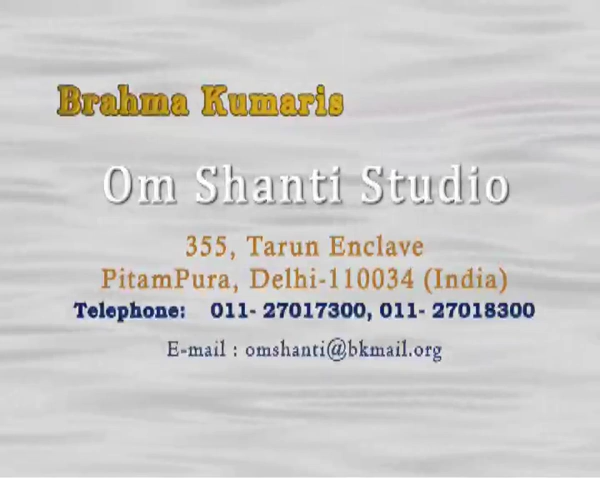 Brahma Kumaris
Om Shanti Studio
355, Tarun Enclave
PitamPura, Delhi-110034 (India)
Telephone: 011- 27017300, 011- 27018300
E-mail : omshanti@bkmail.org